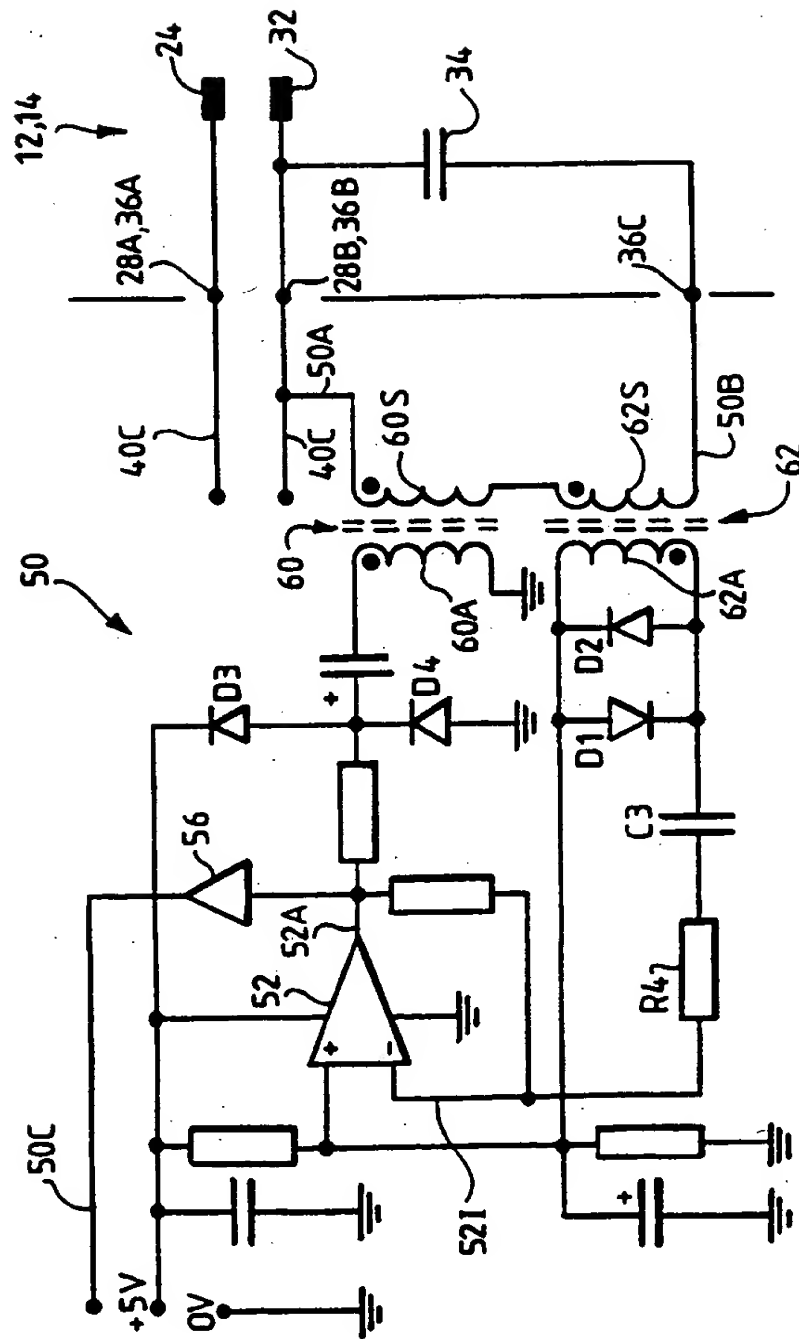 12,14
24
32
34
28A,36A
28B,36B
36C
40C
40C
50A
50B
50
60
60S
60A
62S
62
62A
D3
+
D4
D2
D1
C3
R4
56
52A
52
+
-
52I
50C
+5V
0V
+